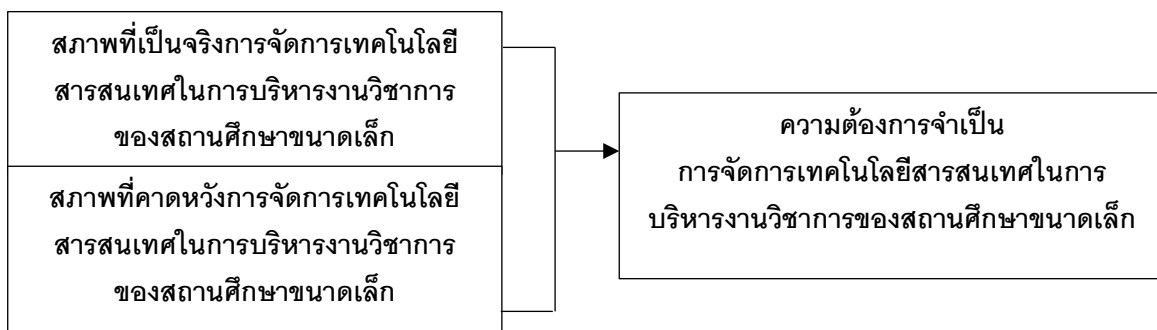 สภาพที่เป็นจริงการจัดการเทคโนโลยี
สารสนเทศในการบริหารงานวิชาการ
ของสถานศึกษาขนาดเล็ก
สภาพที่คาดหวังการจัดการเทคโนโลยี
สารสนเทศในการบริหารงานวิชาการ
ของสถานศึกษาขนาดเล็ก
ความต้องการจำเป็น
การจัดการเทคโนโลยีสารสนเทศในการ
บริหารงานวิชาการของสถานศึกษาขนาดเล็ก